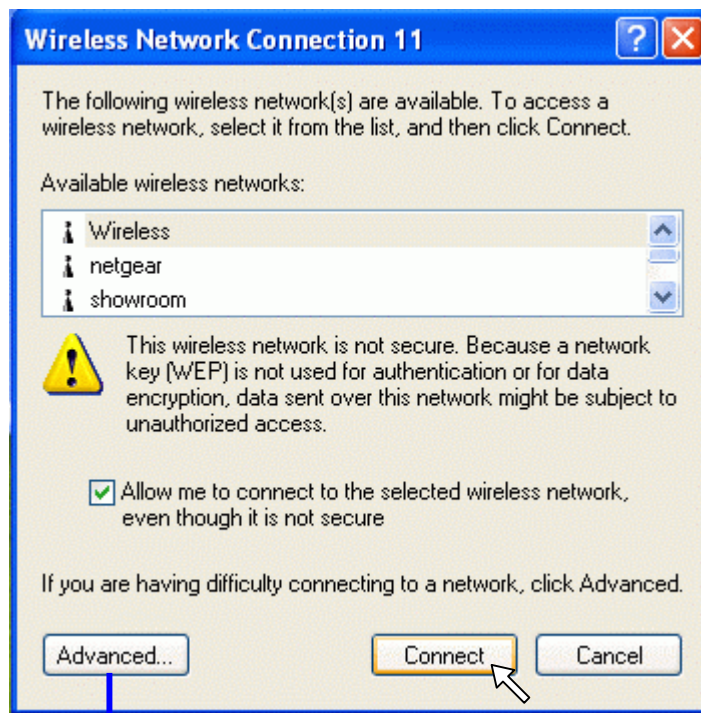 Wireless Network Connection 11
The following wireless network(s) are available. To access a
wireless network, select it from the list, and then click Connect.
Available wireless networks:
Wireless
netgear
showroom
This wireless network is not secure. Because a network
key (WEP) is not used for authentication or for data
encryption, data sent over this network might be subject to
unauthorized access.
Allow me to connect to the selected wireless network,
even though it is not secure
If you are having difficulty connecting to a network, click Advanced.
Advanced... Connect Cancel